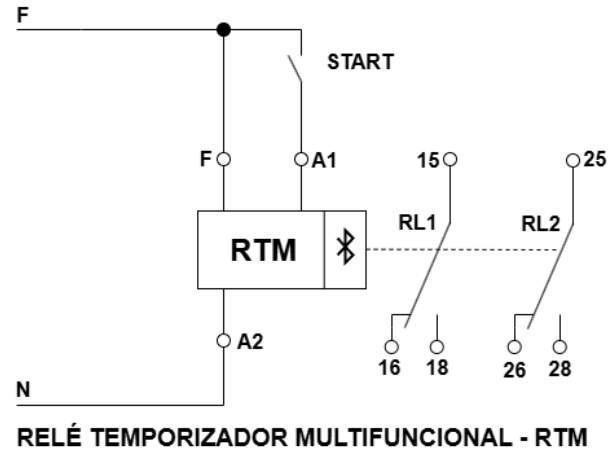 F
START
F A1 15 25
RL1 RL2
RTM
A2
16 18 26 28
N
RELÉ TEMPORIZADOR MULTIFUNCIONAL - RTM